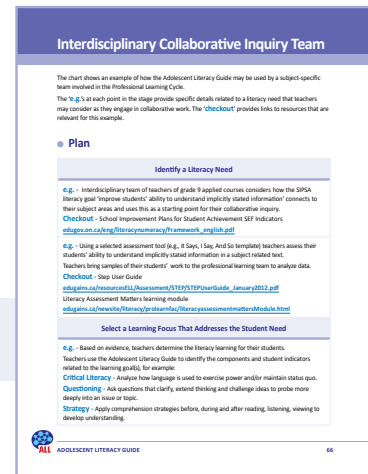 Interdisciplinary Collaborative Inquiry Team
The chart shows an example of how the Adolescent Literacy Guide may be used by a subject-specific
team involved in the Professional Learning Cycle.
The 'e.g.'s at each point in the stage provide specific details related to a literacy need that teachers
may consider as they engage in collaborative work. The 'checkout' provides links to resources that are
relevant for this example.
Plan
Identify a Literacy Need
e.g. - Interdisciplinary team of teachers of grade 9 applied courses considers how the SIPSA
literacy goal 'improve students' ability to understand implicitly stated information' connects to
their subject areas and uses this as a starting point for their collaborative inquiry.
Checkout - School Improvement Plans for Student Achievement SEF Indicators
edugov.on.ca/eng/literacynumeracy/Framework_english.pdf
e.g. - Using a selected assessment tool (e.g., It Says, I Say, And So template) teachers assess their
students' ability to understand implicitly stated information in a subject related text.
Teachers bring samples of their students' work to the professional learning team to analyze data.
Checkout - Step User Guide
edugains.ca/resourcesELL/Assessment/STEP/STEPUserGuide_January2012.pdf
Literacy Assessment Matters learning module
edugains.ca/newsite/literacy/prolearnfac/literacyassessmentmattersModule.html
Select a Learning Focus That Addresses the Student Need
e.g. - Based on evidence, teachers determine the literacy learning for their students.
Teachers use the Adolescent Literacy Guide to identify the components and student indicators
related to the learning goal(s), for example:
Critical Literacy - Analyze how language is used to exercise power and/or maintain status quo.
Questioning - Ask questions that clarify, extend thinking and challenge ideas to probe more
deeply into an issue or topic.
Strategy - Apply comprehension strategies before, during and after reading, listening, viewing to
develop understanding.
ALL ADOLESCENT LITERACY GUIDE 66